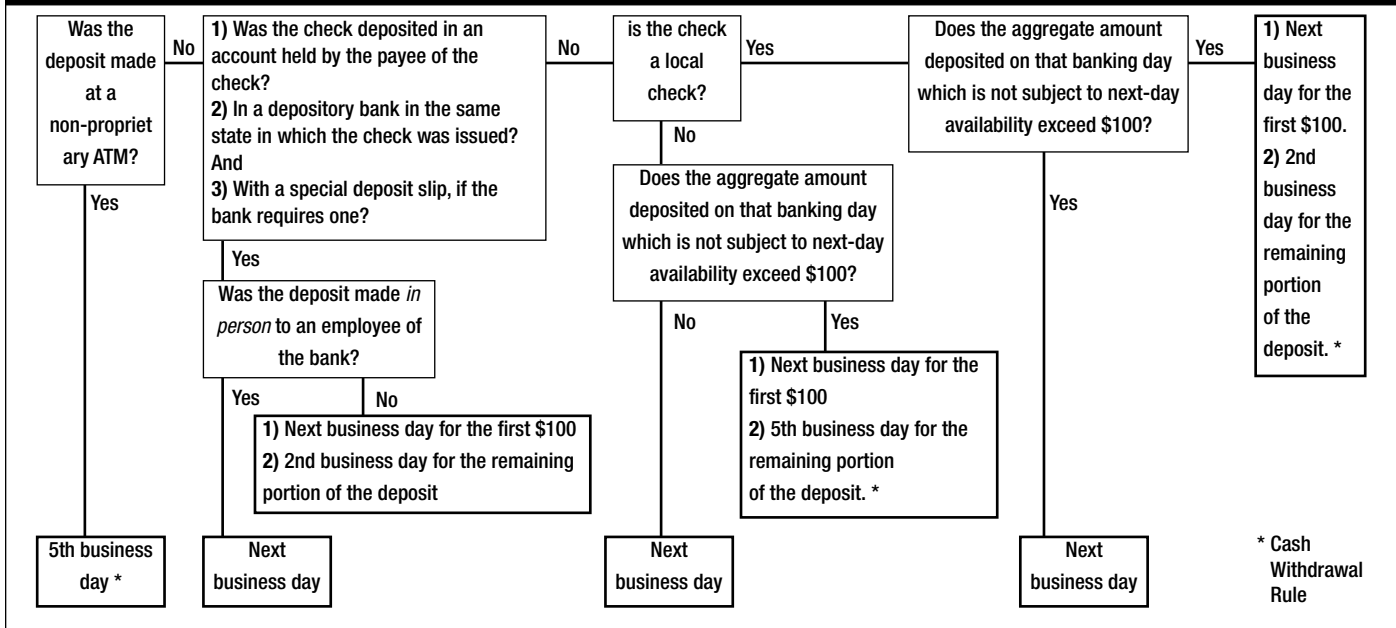 Was the
deposit made
at a
non-propriet
ary ATM?
No
1) Was the check deposited in an
account held by the payee of the
check?
2) In a depository bank in the same
state in which the check was issued?
And
3) With a special deposit slip, if the
bank requires one?
No
is the check
a local
check?
Yes
Does the aggregate amount
deposited on that banking day
which is not subject to next-day
availability exceed $100?
Yes
1) Next
business
day for the
first $100.
2) 2nd
business
day for the
remaining
portion
of the
deposit. *
Yes
Yes
No
Yes
Was the deposit made in
person to an employee of
the bank?
Does the aggregate amount
deposited on that banking day
which is not subject to next-day
availability exceed $100?
Yes
No
No
Yes
1) Next business day for the first $100
2) 2nd business day for the remaining
portion of the deposit
1) Next business day for the
first $100
2) 5th business day for the
remaining portion
of the deposit. *
5th business
day *
Next
business day
Next
business day
Next
business day
* Cash
Withdrawal
Rule